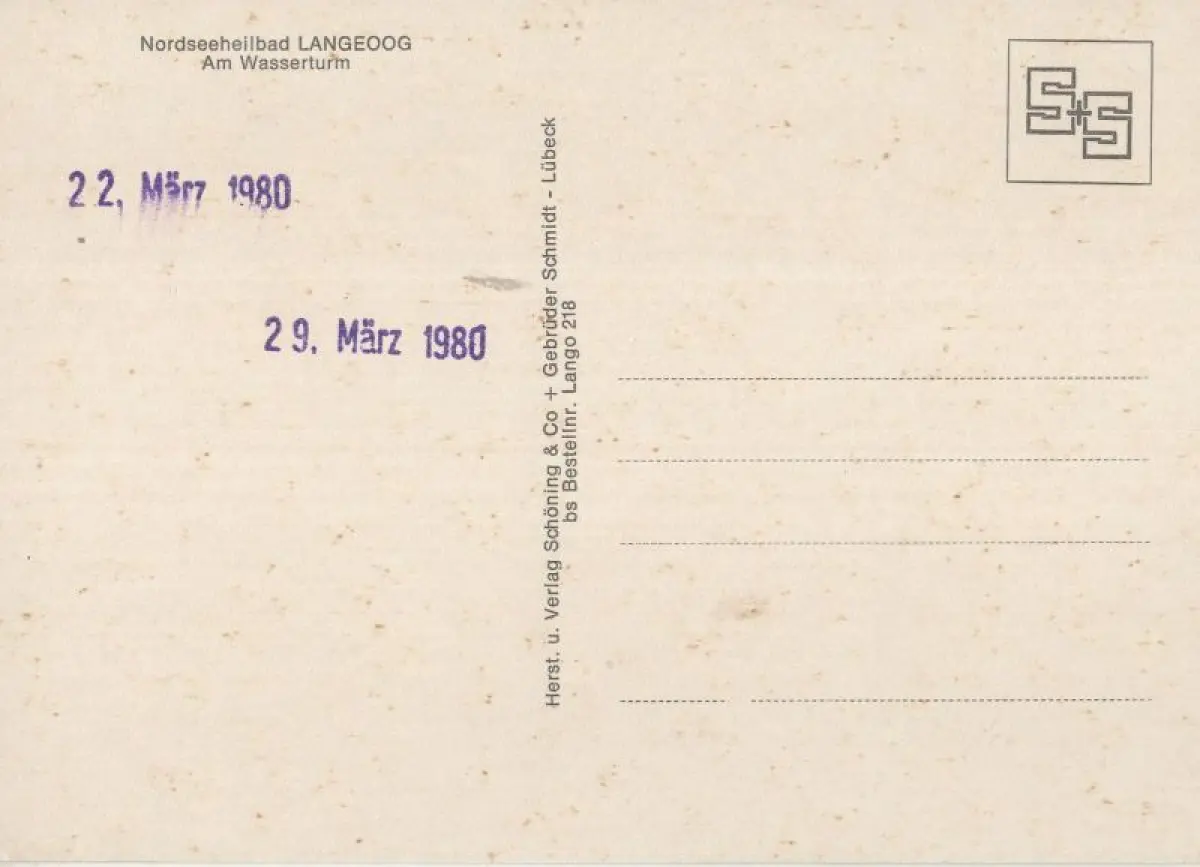 Nordseeheilbad LANGEOOG
Am Wasserturm
22. März 1980
29. März 1980
Herst. u. Verlag Schöning & Co + Gebrüder Schmidt - Lübeck
bs Bestellnr. Lango 218
S+S